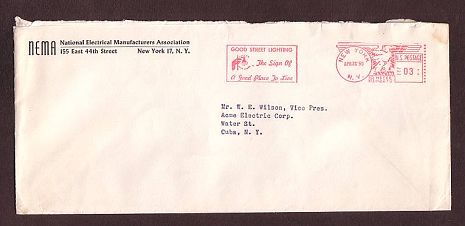 NEMA
National Electrical Manufacturers Association
155 East 44th Street New York 17, N. Y.
GOOD STREET LIGHTING
The Sign Of
A Good Place To Live
NEW YORK
N. Y.
U.S. POSTAGE
03
Mr. W. E. Wilson, Vice Pres.
Acme Electric Corp.
Water St.
Cuba, N. Y.